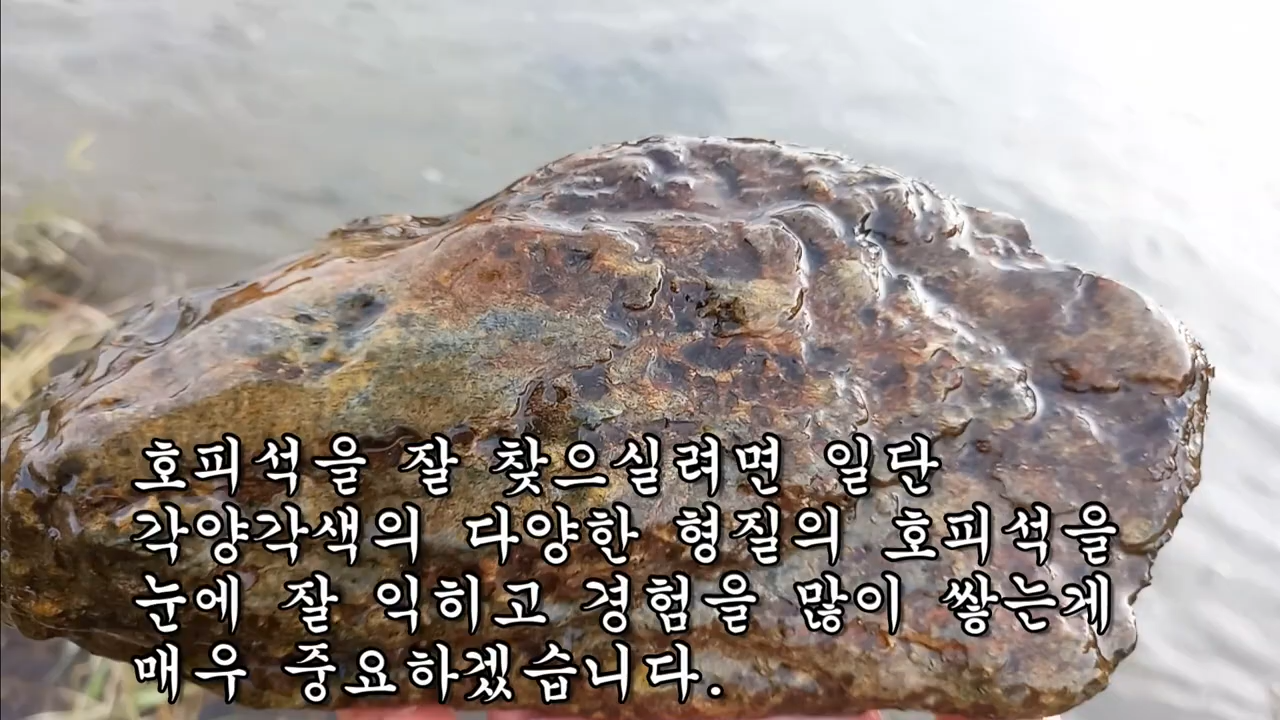 호피석을 잘 찾으실려면 일단
각양각색의 다양한 형질의 호피석을
눈에 잘 익히고 경험을 많이 쌓는게
매우 중요하겠습니다.